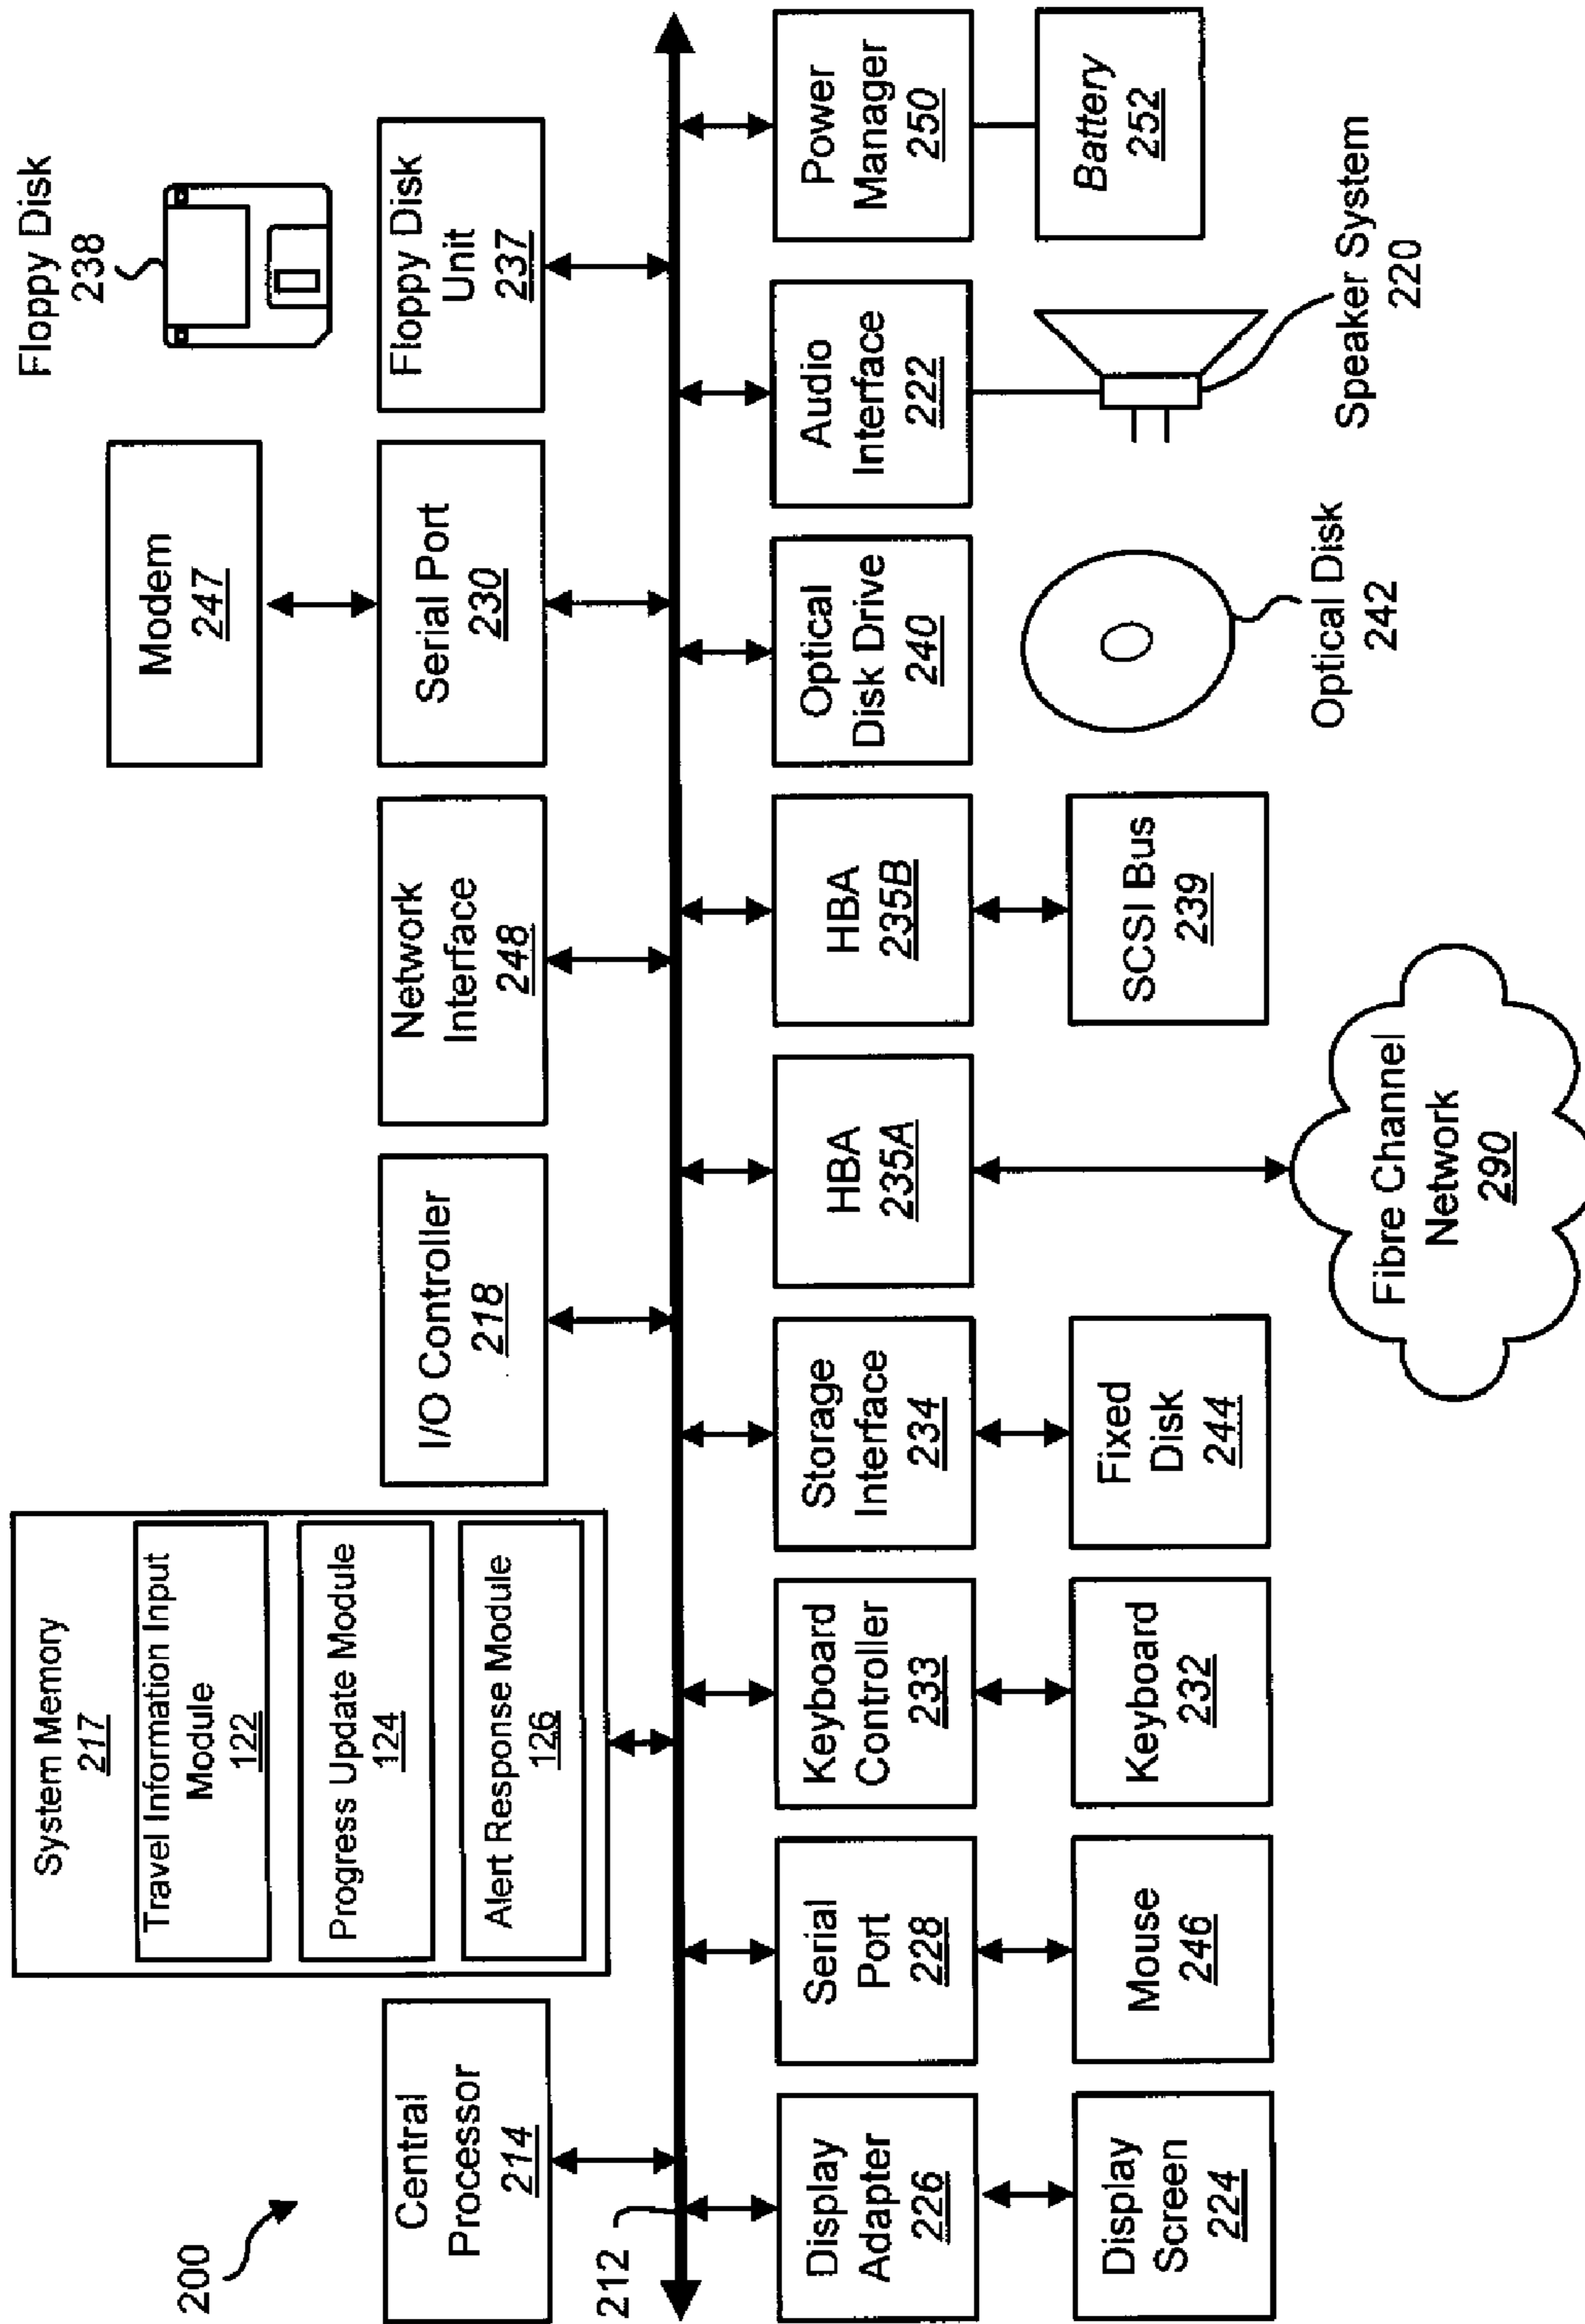 200
Central
Processor
214
System Memory
217
Travel Information Input
Module
122
Progress Update Module
124
Alert Response Module
126
I/O Controller
218
Network
Interface
248
Modem
247
Serial Port
230
Floppy Disk
238
Floppy Disk
Unit
237
212
Display
Adapter
226
Serial
Port
228
Keyboard
Controller
233
Storage
Interface
234
HBA
235A
HBA
235B
Optical
Disk Drive
240
Audio
Interface
222
Power
Manager
250
Display
Screen
224
Mouse
246
Keyboard
232
Fixed
Disk
244
Fibre Channel
Network
290
SCSI Bus
239
Optical Disk
242
Speaker System
220
Battery
252